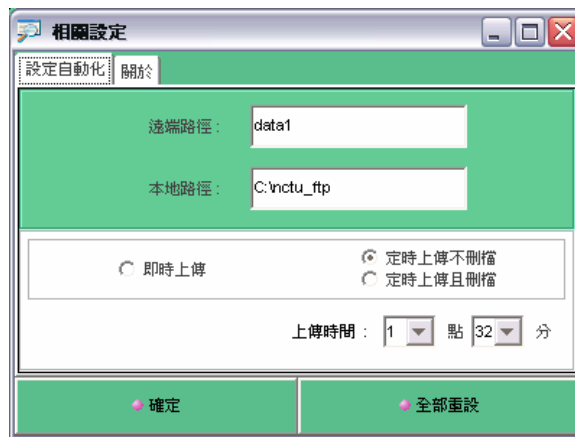 相關設定
設定自動化 關於
遠端路徑： data1
本地路徑： C:\nctu_ftp
即時上傳
定時上傳不刪檔
定時上傳且刪檔
上傳時間： 1 點 32 分
確定 全部重設